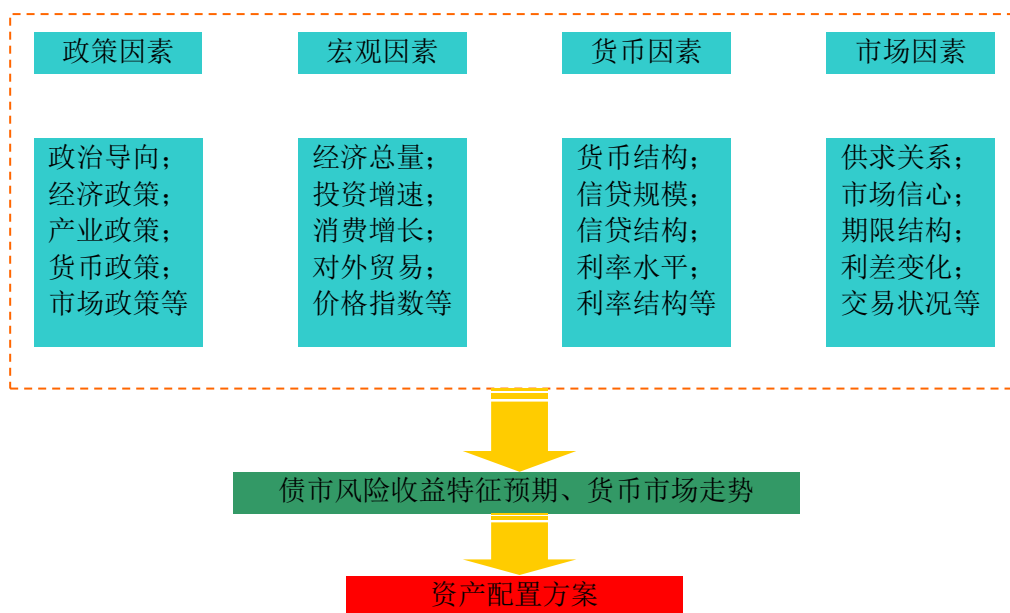 政策因素
宏观因素
货币因素
市场因素
政治导向；
经济政策；
产业政策；
货币政策；
市场政策等
经济总量；
投资增速；
消费增长；
对外贸易；
价格指数等
货币结构；
信贷规模；
信贷结构；
利率水平；
利率结构等
供求关系；
市场信心；
期限结构；
利差变化；
交易状况等
债市风险收益特征预期、货币市场走势
资产配置方案